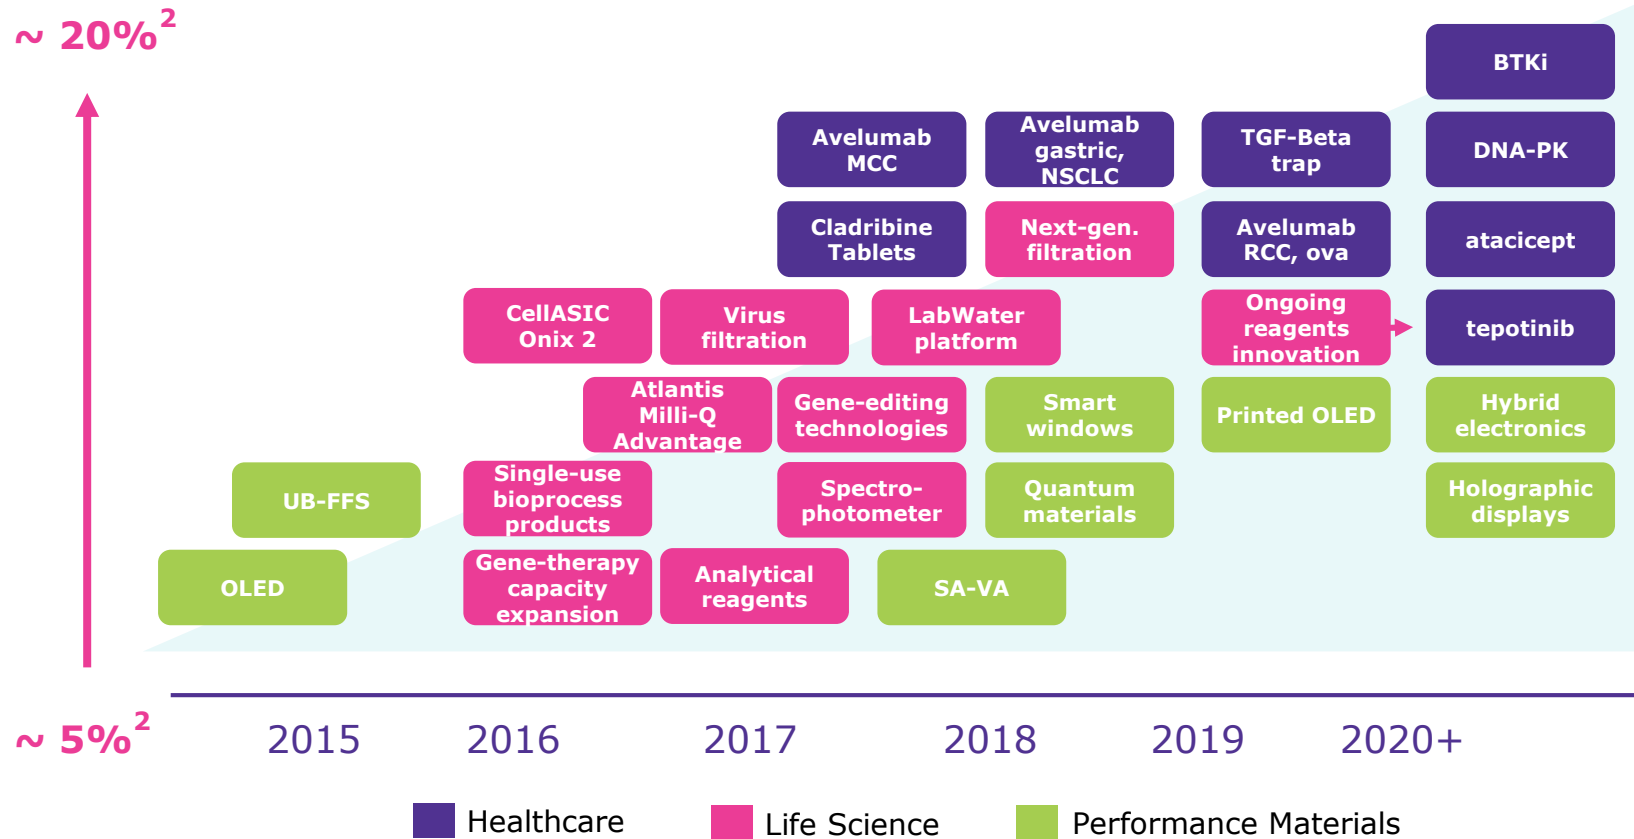 ~ 20%²
BTKi
Avelumab
MCC
Avelumab
gastric,
NSCLC
TGF-Beta
trap
DNA-PK
Cladribine
Tablets
Next-gen.
filtration
Avelumab
RCC, ova
atacicept
CellASIC
Onix 2
Virus
filtration
LabWater
platform
Ongoing
reagents
innovation
tepotinib
Atlantis
Milli-Q
Advantage
Gene-editing
technologies
Smart
windows
Printed OLED
Hybrid
electronics
UB-FFS
Single-use
bioprocess
products
Spectro-
photometer
Quantum
materials
Holographic
displays
OLED
Gene-therapy
capacity
expansion
Analytical
reagents
SA-VA
~ 5%²
2015 2016 2017 2018 2019 2020+
Healthcare Life Science Performance Materials